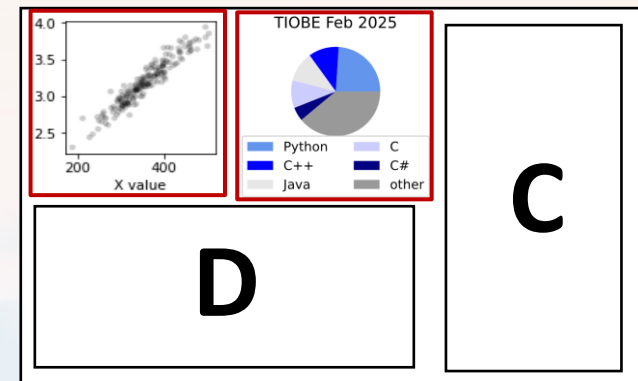 4.0
3.5
3.0
2.5
200 400
X value
TIOBE Feb 2025
Python C
C++ C#
Java other
C
D